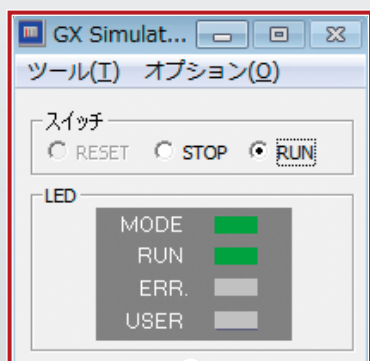 GX Simulat...
ツール(T) オプション(O)
スイッチ
RESET STOP RUN
LED
MODE
RUN
ERR.
USER